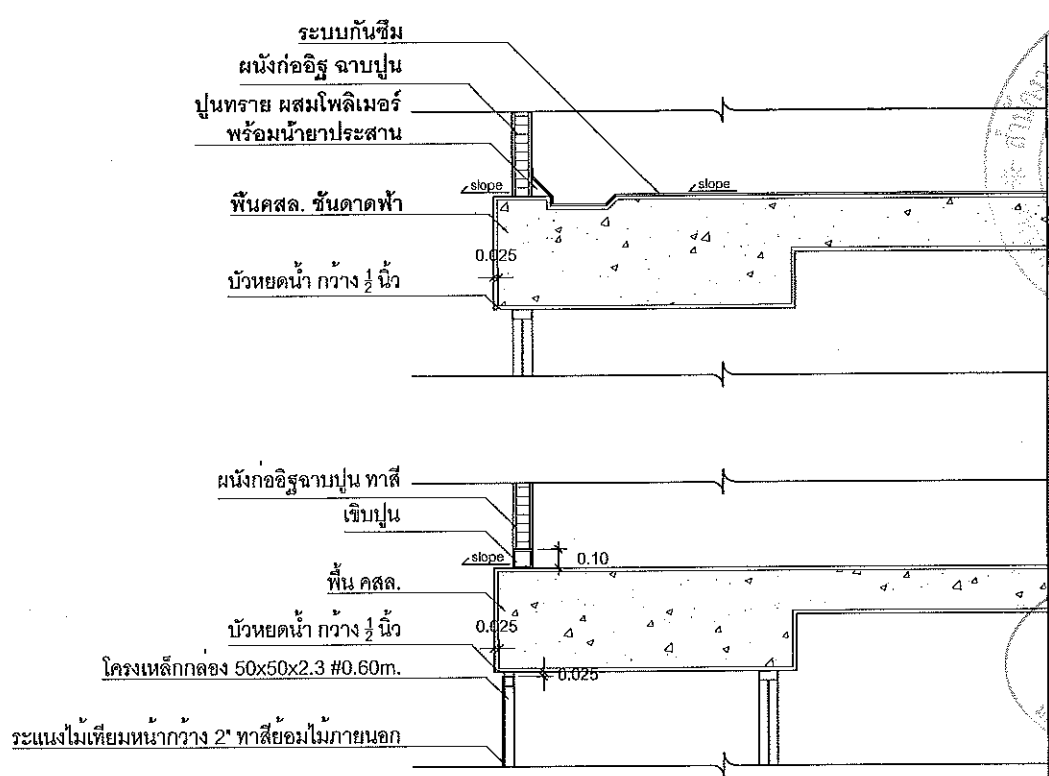 ระบบกันซึม
ผนังก่ออิฐ ฉาบปูน
ปูนทราย ผสมโพลิเมอร์
พร้อมน้ำยาประสาน
slope
slope
พื้นคสล. ชั้นดาดฟ้า
0.025
บัวหยดน้ำ กว้าง ½ นิ้ว
ผนังก่ออิฐฉาบปูน ทาสี
เขิบปูน
slope
0.10
พื้น คสล.
บัวหยดน้ำ กว้าง ½ นิ้ว
0.025
โครงเหล็กกล่อง 50x50x2.3 #0.60m.
0.025
ระแนงไม้เทียมหน้ากว้าง 2" ทาสีย้อมไม้ภายนอก